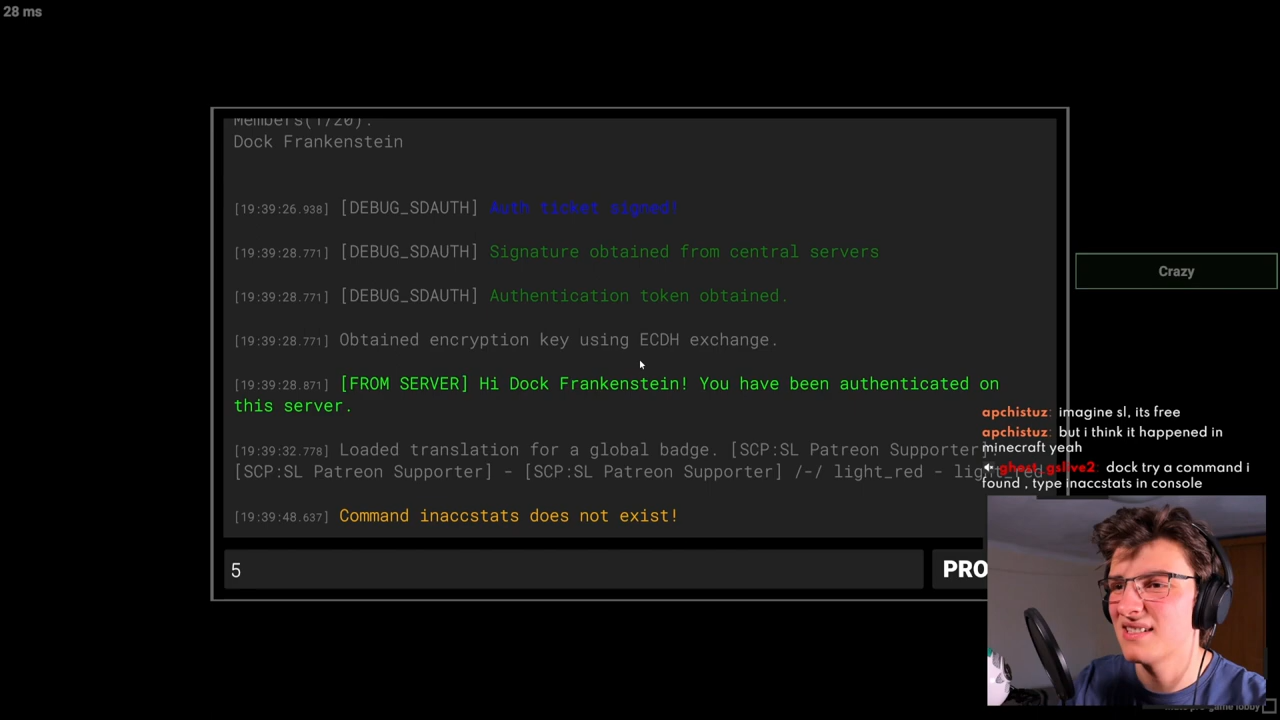 28 ms
Members(1/20):
Dock Frankenstein
[19:39:26.938] [DEBUG_SDAUTH] Auth ticket signed!
[19:39:28.771] [DEBUG_SDAUTH] Signature obtained from central servers
[19:39:28.771] [DEBUG_SDAUTH] Authentication token obtained.
[19:39:28.771] Obtained encryption key using ECDH exchange.
[19:39:28.871] [FROM SERVER] Hi Dock Frankenstein! You have been authenticated on
this server.
[19:39:32.778] Loaded translation for a global badge. [SCP:SL Patreon Supporter]
[SCP:SL Patreon Supporter] - [SCP:SL Patreon Supporter] /-/ light_red - light_red
[19:39:48.637] Command inaccstats does not exist!
5
PRO
Crazy
apchistuz: imagine sl, its free
apchistuz: but i think it happened in
minecraft yeah
ghest_gslive2: dock try a command i
found , type inaccstats in console
pre-game lobby